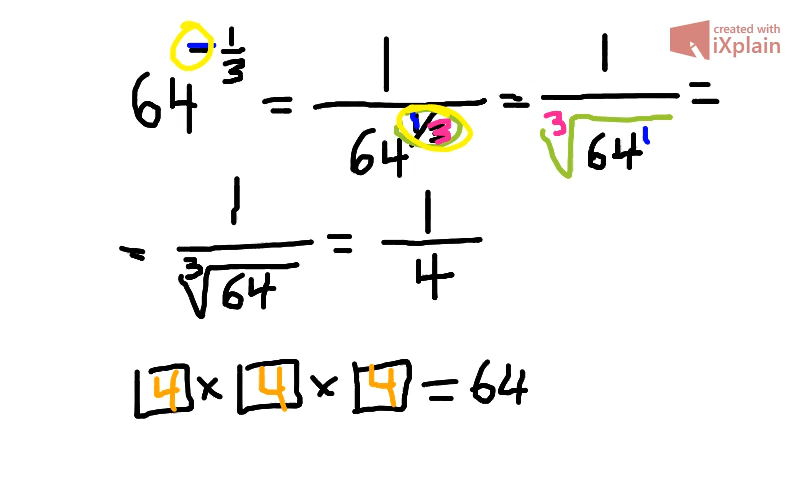 created with
iXplain
64^(-1/3) = 1/64^(1/3) = 1/∛64^1 =
= 1/∛64 = 1/4
4 × 4 × 4 = 64